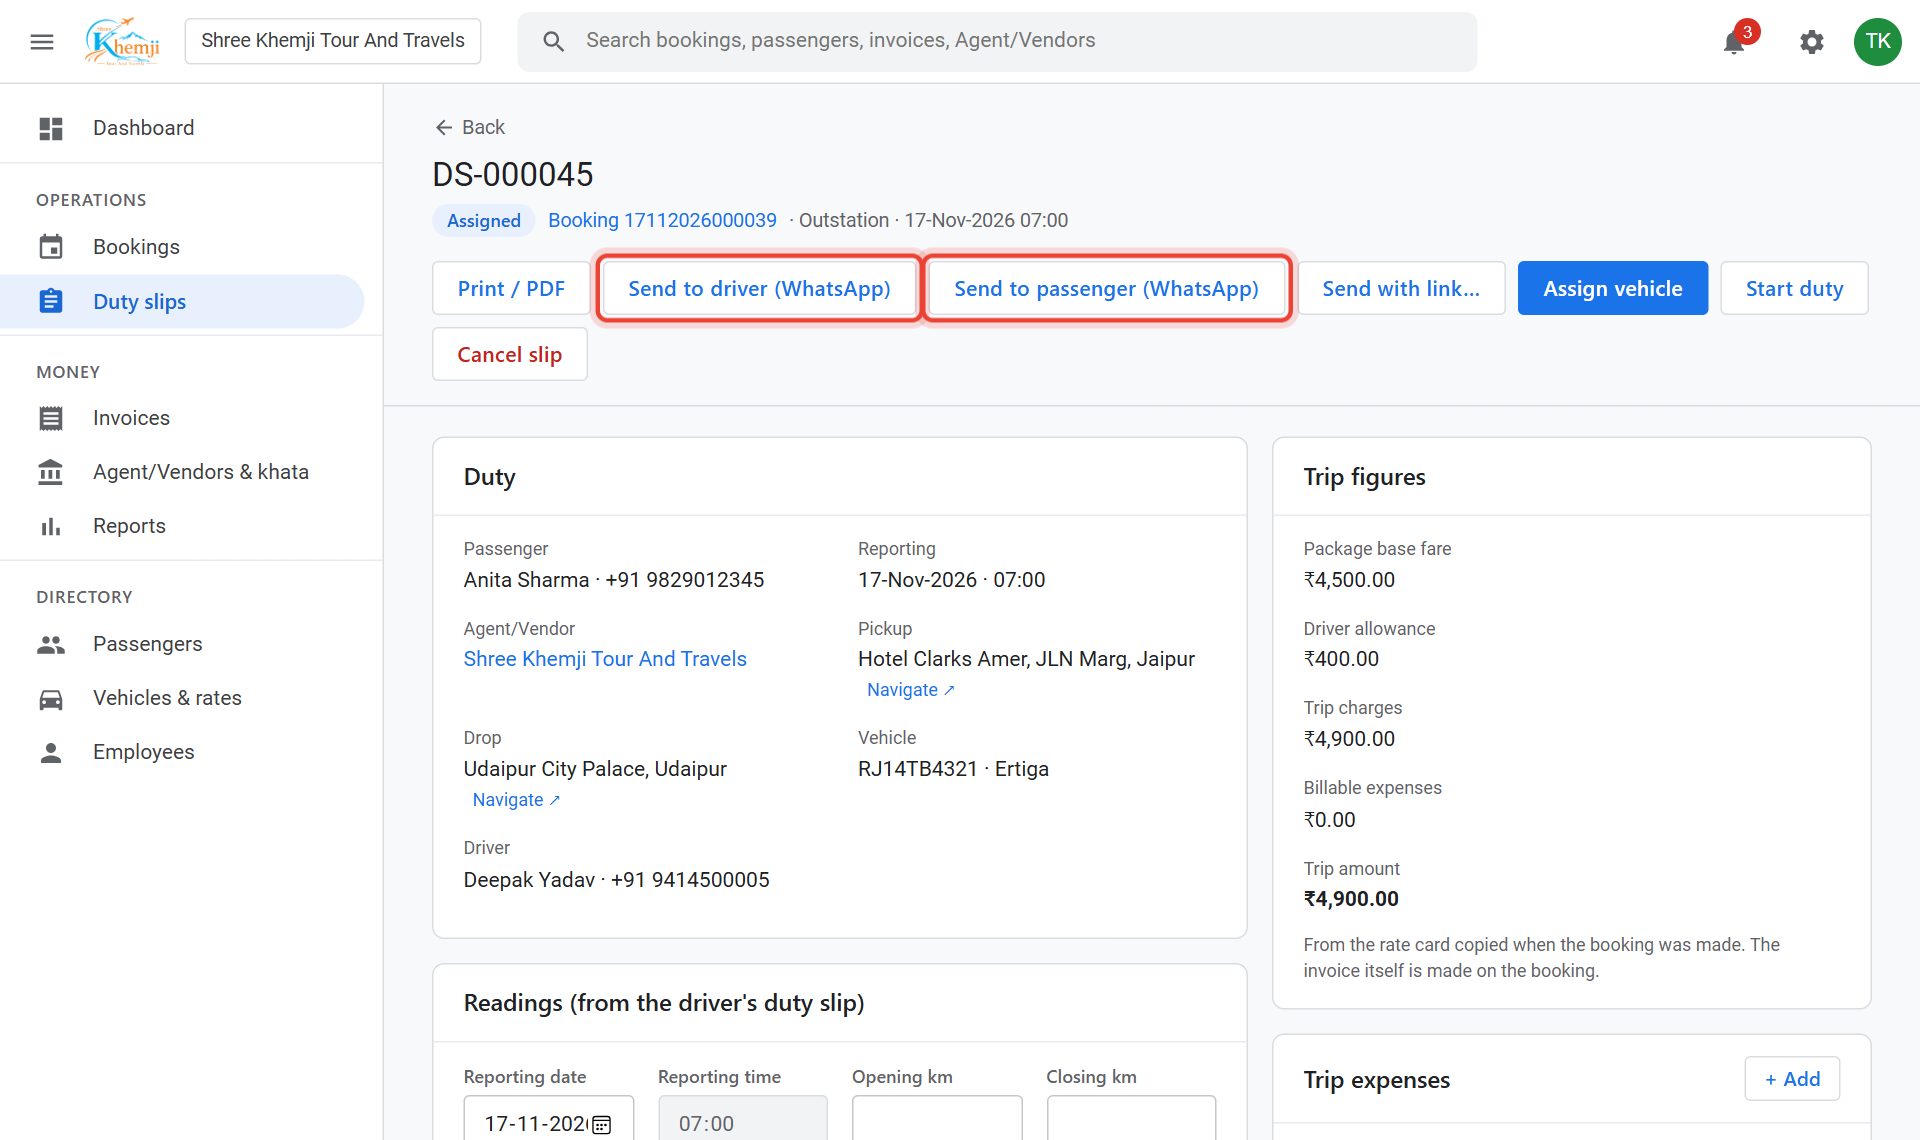 Khemji
Shree Khemji Tour And Travels
Search bookings, passengers, invoices, Agent/Vendors
3
TK
Dashboard
OPERATIONS
Bookings
Duty slips
MONEY
Invoices
Agent/Vendors & khata
Reports
DIRECTORY
Passengers
Vehicles & rates
Employees
← Back
DS-000045
Assigned Booking 17112026000039 · Outstation · 17-Nov-2026 07:00
Print / PDF Send to driver (WhatsApp) Send to passenger (WhatsApp) Send with link... Assign vehicle Start duty
Cancel slip
Duty
Passenger
Anita Sharma · +91 9829012345
Reporting
17-Nov-2026 · 07:00
Agent/Vendor
Shree Khemji Tour And Travels
Pickup
Hotel Clarks Amer, JLN Marg, Jaipur
Navigate ↗
Drop
Udaipur City Palace, Udaipur
Navigate ↗
Vehicle
RJ14TB4321 · Ertiga
Driver
Deepak Yadav · +91 9414500005
Trip figures
Package base fare
₹4,500.00
Driver allowance
₹400.00
Trip charges
₹4,900.00
Billable expenses
₹0.00
Trip amount
₹4,900.00
From the rate card copied when the booking was made. The
invoice itself is made on the booking.
Readings (from the driver's duty slip)
Reporting date Reporting time Opening km Closing km
17-11-202 07:00
Trip expenses
+ Add